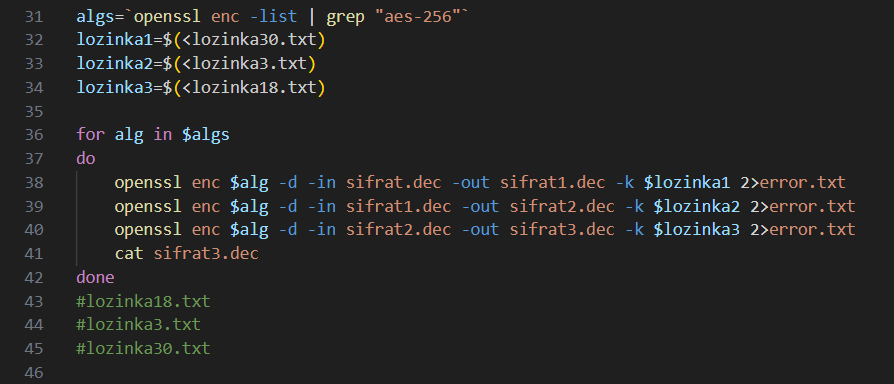 31 algs=`openssl enc -list | grep "aes-256"`
32 lozinka1=$(<lozinka30.txt)
33 lozinka2=$(<lozinka3.txt)
34 lozinka3=$(<lozinka18.txt)
35
36 for alg in $algs
37 do
38     openssl enc $alg -d -in sifrat.dec -out sifrat1.dec -k $lozinka1 2>error.txt
39     openssl enc $alg -d -in sifrat1.dec -out sifrat2.dec -k $lozinka2 2>error.txt
40     openssl enc $alg -d -in sifrat2.dec -out sifrat3.dec -k $lozinka3 2>error.txt
41     cat sifrat3.dec
42 done
43 #lozinka18.txt
44 #lozinka3.txt
45 #lozinka30.txt
46